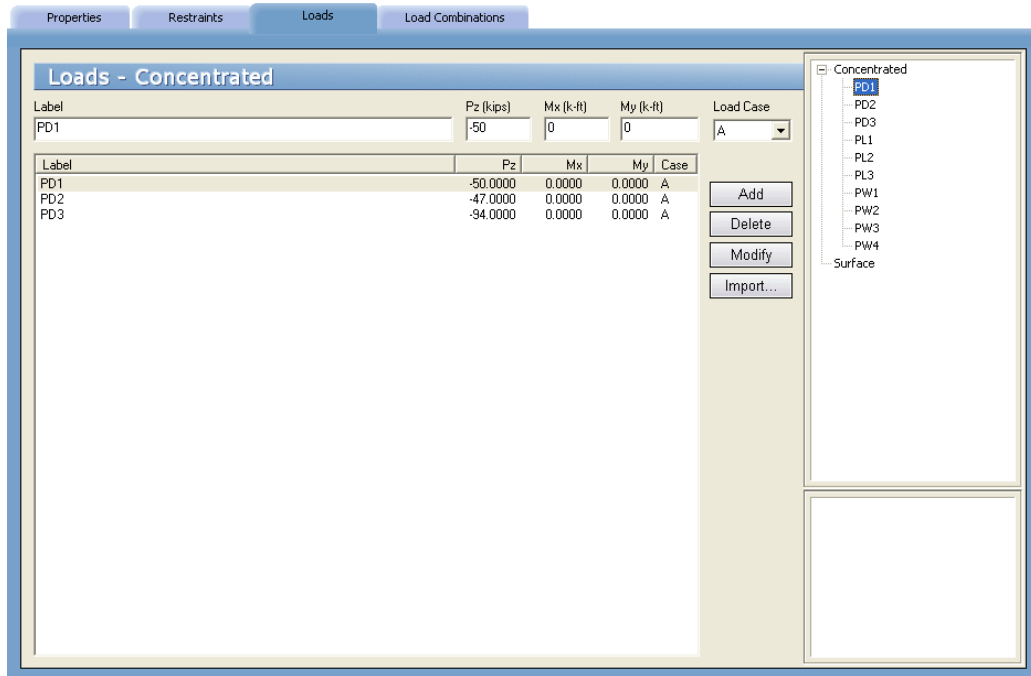 Properties Restraints Loads Load Combinations
Loads - Concentrated
Label Pz (kips) Mx (k-ft) My (k-ft) Load Case
PD1 -50 0 0 A
Label Pz Mx My Case
PD1 -50.0000 0.0000 0.0000 A
PD2 -47.0000 0.0000 0.0000 A
PD3 -94.0000 0.0000 0.0000 A
Add
Delete
Modify
Import...
Concentrated
PD1
PD2
PD3
PL1
PL2
PL3
PW1
PW2
PW3
PW4
Surface